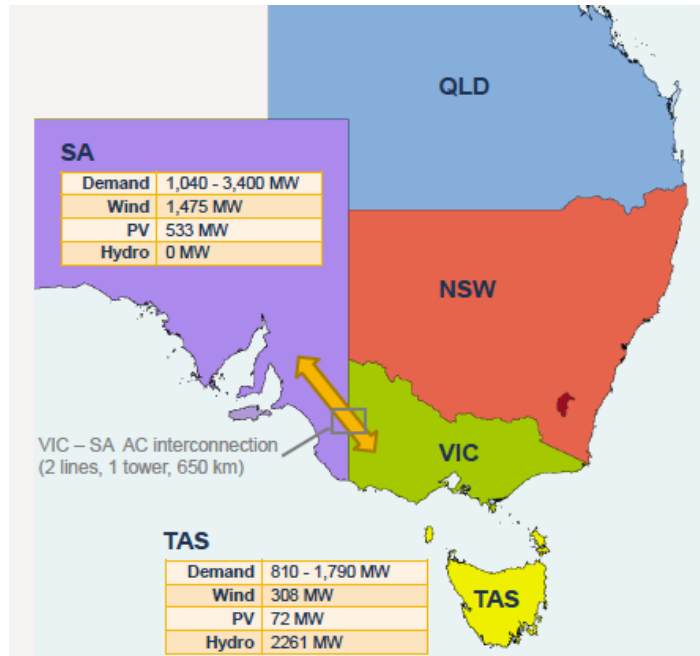 QLD
SA
Demand 1,040 - 3,400 MW
Wind 1,475 MW
PV 533 MW
Hydro 0 MW
NSW
VIC – SA AC interconnection
(2 lines, 1 tower, 650 km)
VIC
TAS
Demand 810 - 1,790 MW
Wind 308 MW
PV 72 MW
Hydro 2261 MW
TAS